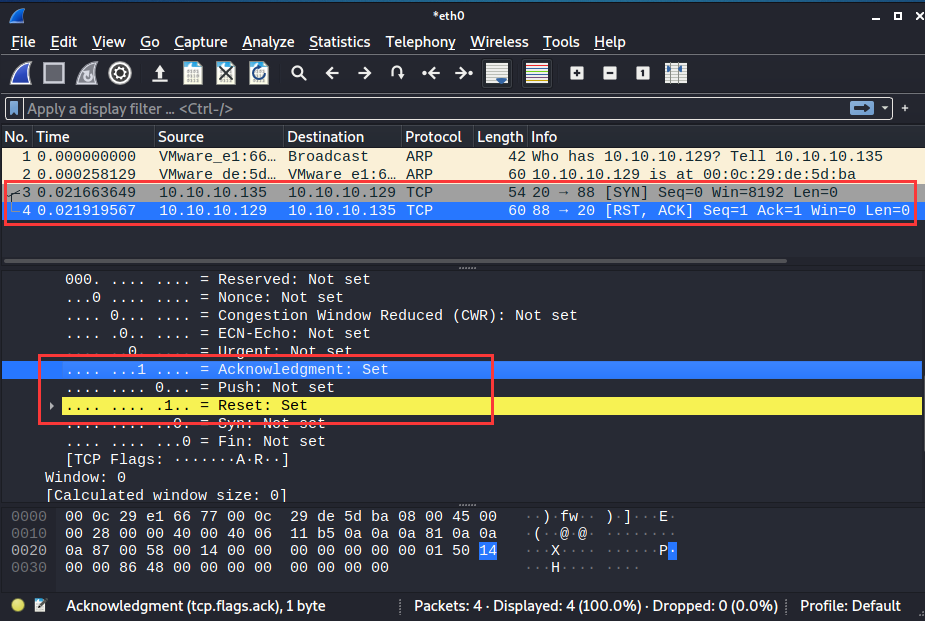 *eth0
File Edit View Go Capture Analyze Statistics Telephony Wireless Tools Help
Apply a display filter … <Ctrl-/>
No. Time Source Destination Protocol Length Info
1 0.000000000 VMware_e1:66… Broadcast ARP 42 Who has 10.10.10.129? Tell 10.10.10.135
2 0.000258129 VMware_de:5d… VMware_e1:6… ARP 60 10.10.10.129 is at 00:0c:29:de:5d:ba
3 0.021663649 10.10.10.135 10.10.10.129 TCP 54 20 → 88 [SYN] Seq=0 Win=8192 Len=0
4 0.021919567 10.10.10.129 10.10.10.135 TCP 60 88 → 20 [RST, ACK] Seq=1 Ack=1 Win=0 Len=0
000. .... .... = Reserved: Not set
...0 .... .... = Nonce: Not set
.... 0... .... = Congestion Window Reduced (CWR): Not set
.... .0.. .... = ECN-Echo: Not set
.... ..0. .... = Urgent: Not set
.... ...1 .... = Acknowledgment: Set
.... .... 0... = Push: Not set
.... .... .1.. = Reset: Set
.... .... ..0. = Syn: Not set
.... .... ...0 = Fin: Not set
[TCP Flags: ·······A·R··]
Window: 0
[Calculated window size: 0]
0000 00 0c 29 e1 66 77 00 0c 29 de 5d ba 08 00 45 00 ··)·fw·· )·]···E·
0010 00 28 00 00 40 00 40 06 11 b5 0a 0a 0a 81 0a 0a ·(··@·@· ········
0020 0a 87 00 58 00 14 00 00 00 00 00 00 00 01 50 14 ···X···· ······P·
0030 00 00 86 48 00 00 00 00 00 00 00 00 ···H···· ····
Acknowledgment (tcp.flags.ack), 1 byte
Packets: 4 · Displayed: 4 (100.0%) · Dropped: 0 (0.0%)
Profile: Default